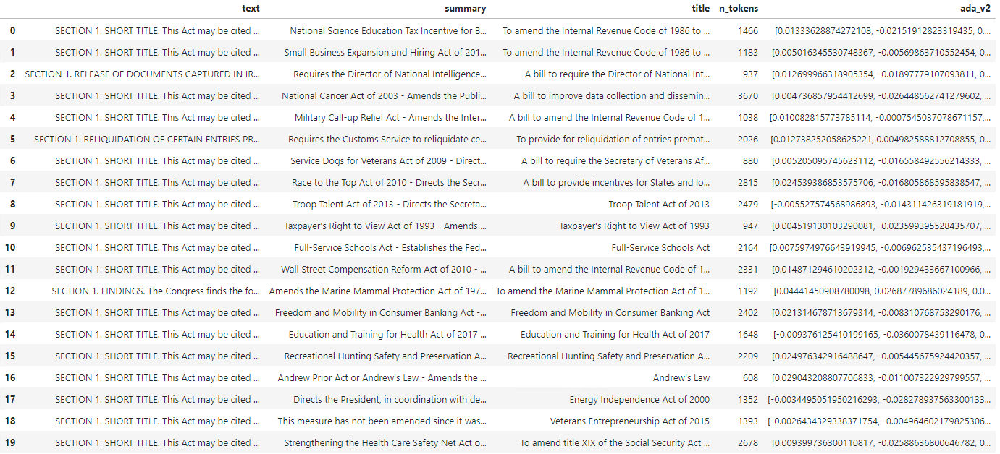 text summary title n_tokens ada_v2
0 SECTION 1. SHORT TITLE. This Act may be cited ... National Science Education Tax Incentive for B... To amend the Internal Revenue Code of 1986 to ... 1466 [0.01333628874272108, -0.02151912823319435, 0....
1 SECTION 1. SHORT TITLE. This Act may be cited ... Small Business Expansion and Hiring Act of 201... To amend the Internal Revenue Code of 1986 to ... 1183 [0.005016345530748367, -0.00569863710552454, 0...
2 SECTION 1. RELEASE OF DOCUMENTS CAPTURED IN IR... Requires the Director of National Intelligence... A bill to require the Director of National Int... 937 [0.012699966318905354, -0.01897779107093811, 0...
3 SECTION 1. SHORT TITLE. This Act may be cited ... National Cancer Act of 2003 - Amends the Publi... A bill to improve data collection and dissemin... 3670 [0.004736857954412699, -0.026448562741279602, ...
4 SECTION 1. SHORT TITLE. This Act may be cited ... Military Call-up Relief Act - Amends the Inter... A bill to amend the Internal Revenue Code of 1... 1038 [0.010082815773785114, -0.0007545037078671157,...
5 SECTION 1. RELIQUIDATION OF CERTAIN ENTRIES PR... Requires the Customs Service to reliquidate ce... To provide for reliquidation of entries premat... 2026 [0.012738252058625221, 0.004982588812708855, 0...
6 SECTION 1. SHORT TITLE. This Act may be cited ... Service Dogs for Veterans Act of 2009 - Direct... A bill to require the Secretary of Veterans Af... 880 [0.005205095745623112, -0.016558492556214333, ...
7 SECTION 1. SHORT TITLE. This Act may be cited ... Race to the Top Act of 2010 - Directs the Secr... A bill to provide incentives for States and lo... 2815 [0.024539386853575706, -0.016805868595838547, ...
8 SECTION 1. SHORT TITLE. This Act may be cited ... Troop Talent Act of 2013 - Directs the Secreta... Troop Talent Act of 2013 2479 [-0.005527574568986893, -0.014311426319181919,...
9 SECTION 1. SHORT TITLE. This Act may be cited ... Taxpayer's Right to View Act of 1993 - Amends ... Taxpayer's Right to View Act of 1993 947 [0.004519130103290081, -0.023599395528435707, ...
10 SECTION 1. SHORT TITLE. This Act may be cited ... Full-Service Schools Act - Establishes the Fed... Full-Service Schools Act 2164 [0.0075974976643919945, -0.006962535437196493,...
11 SECTION 1. SHORT TITLE. This Act may be cited ... Wall Street Compensation Reform Act of 2010 - ... A bill to amend the Internal Revenue Code of 1... 2331 [0.014871294610202312, -0.001929433667100966, ...
12 SECTION 1. FINDINGS. The Congress finds the fo... Amends the Marine Mammal Protection Act of 197... To amend the Marine Mammal Protection Act of 1... 1192 [0.04441450908780098, 0.02687789686024189, 0.0...
13 SECTION 1. SHORT TITLE. This Act may be cited ... Freedom and Mobility in Consumer Banking Act -... Freedom and Mobility in Consumer Banking Act 2402 [0.021314678713679314, -0.008310768753290176, ...
14 SECTION 1. SHORT TITLE. This Act may be cited ... Education and Training for Health Act of 2017 ... Education and Training for Health Act of 2017 1648 [-0.009376125410199165, -0.0360078439116478, 0...
15 SECTION 1. SHORT TITLE. This Act may be cited ... Recreational Hunting Safety and Preservation A... Recreational Hunting Safety and Preservation A... 2209 [0.024976342916488647, -0.005445675924420357, ...
16 SECTION 1. SHORT TITLE. This Act may be cited ... Andrew Prior Act or Andrew's Law - Amends the ... Andrew's Law 608 [0.029043208807706833, -0.011007322929799557, ...
17 SECTION 1. SHORT TITLE. This Act may be cited ... Directs the President, in coordination with de... Energy Independence Act of 2000 1352 [-0.0034495051950216293, -0.028278937563300133...
18 SECTION 1. SHORT TITLE. This Act may be cited ... This measure has not been amended since it was... Veterans Entrepreneurship Act of 2015 1393 [-0.0026434329338371754, -0.004964602179825306...
19 SECTION 1. SHORT TITLE. This Act may be cited ... Strengthening the Health Care Safety Net Act o... To amend title XIX of the Social Security Act ... 2678 [0.009399736300110817, -0.02588636800646782, 0...